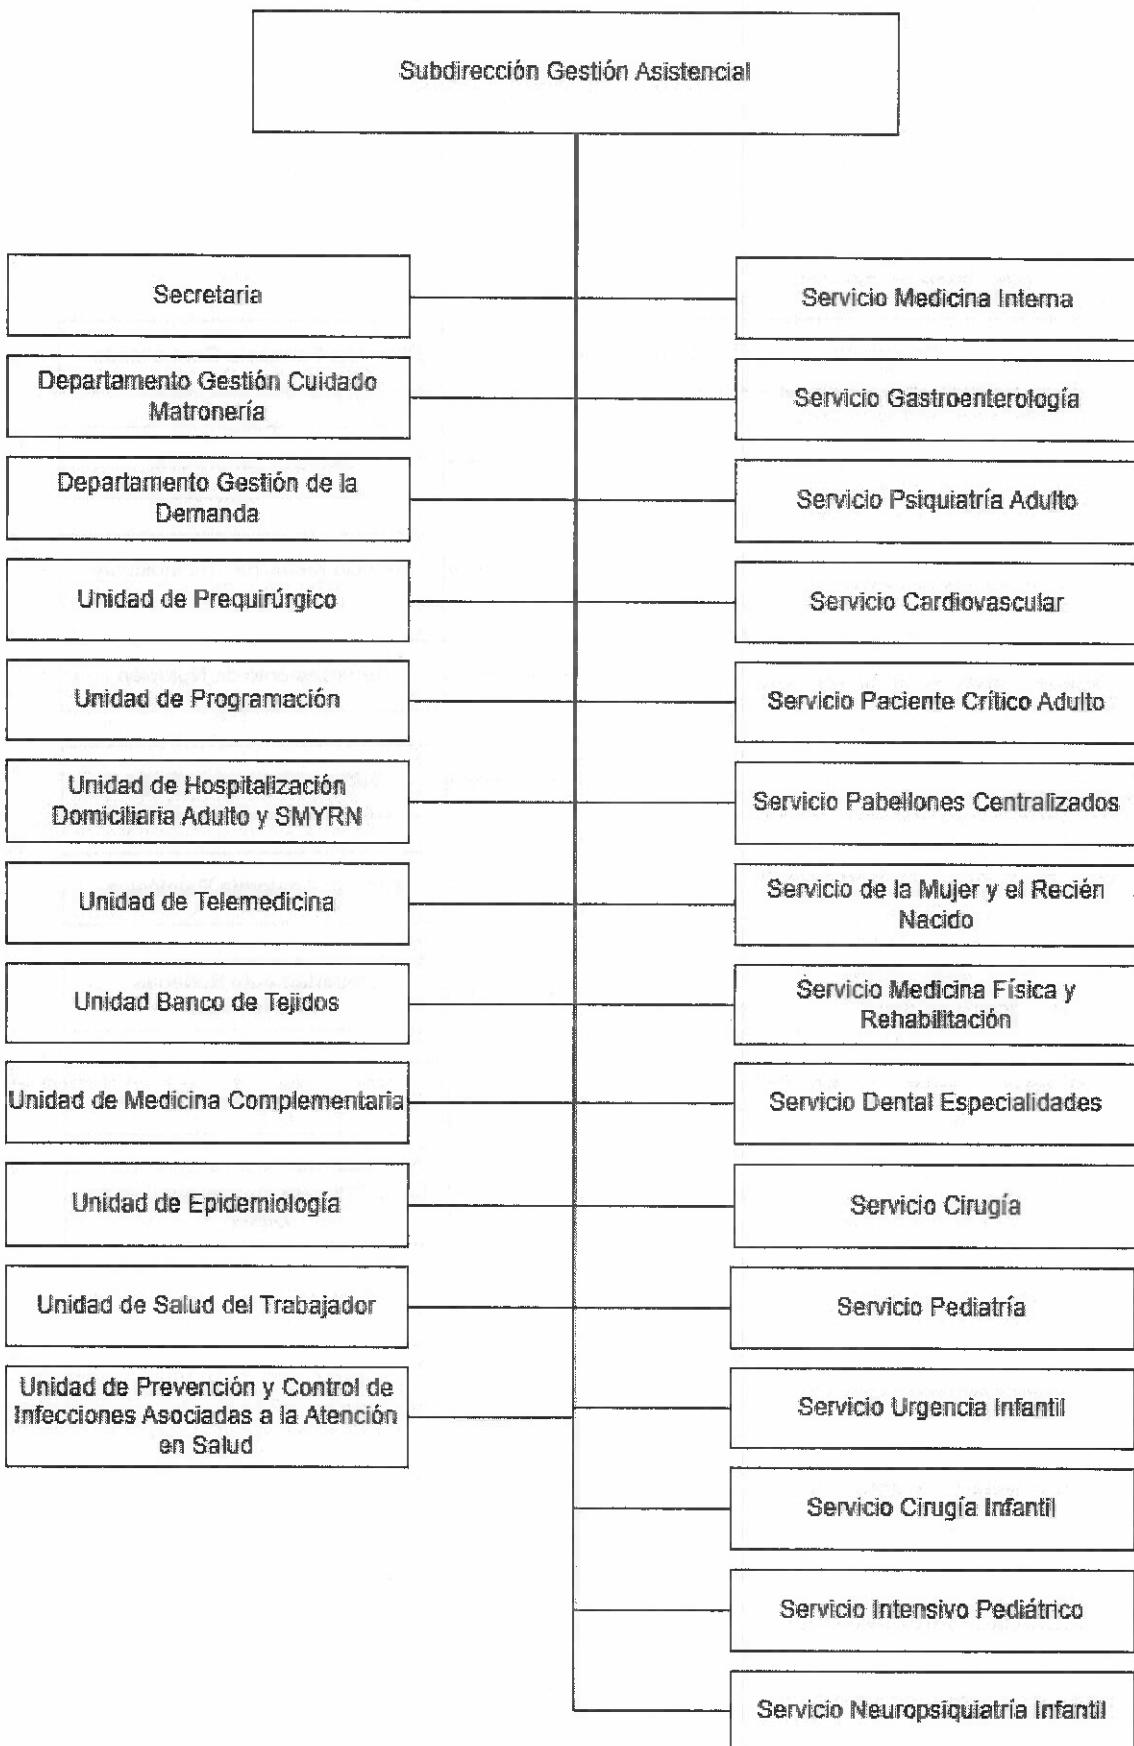 Subdirección Gestión Asistencial
Secretaria
Departamento Gestión Cuidado
Matronería
Departamento Gestión de la
Demanda
Unidad de Prequirúrgico
Unidad de Programación
Unidad de Hospitalización
Domiciliaria Adulto y SMYRN
Unidad de Telemedicina
Unidad Banco de Tejidos
Unidad de Medicina Complementaria
Unidad de Epidemiología
Unidad de Salud del Trabajador
Unidad de Prevención y Control de
Infecciones Asociadas a la Atención
en Salud
Servicio Medicina Interna
Servicio Gastroenterología
Servicio Psiquiatría Adulto
Servicio Cardiovascular
Servicio Paciente Crítico Adulto
Servicio Pabellones Centralizados
Servicio de la Mujer y el Recién
Nacido
Servicio Medicina Física y
Rehabilitación
Servicio Dental Especialidades
Servicio Cirugía
Servicio Pediatría
Servicio Urgencia Infantil
Servicio Cirugía Infantil
Servicio Intensivo Pediátrico
Servicio Neuropsiquiatría Infantil